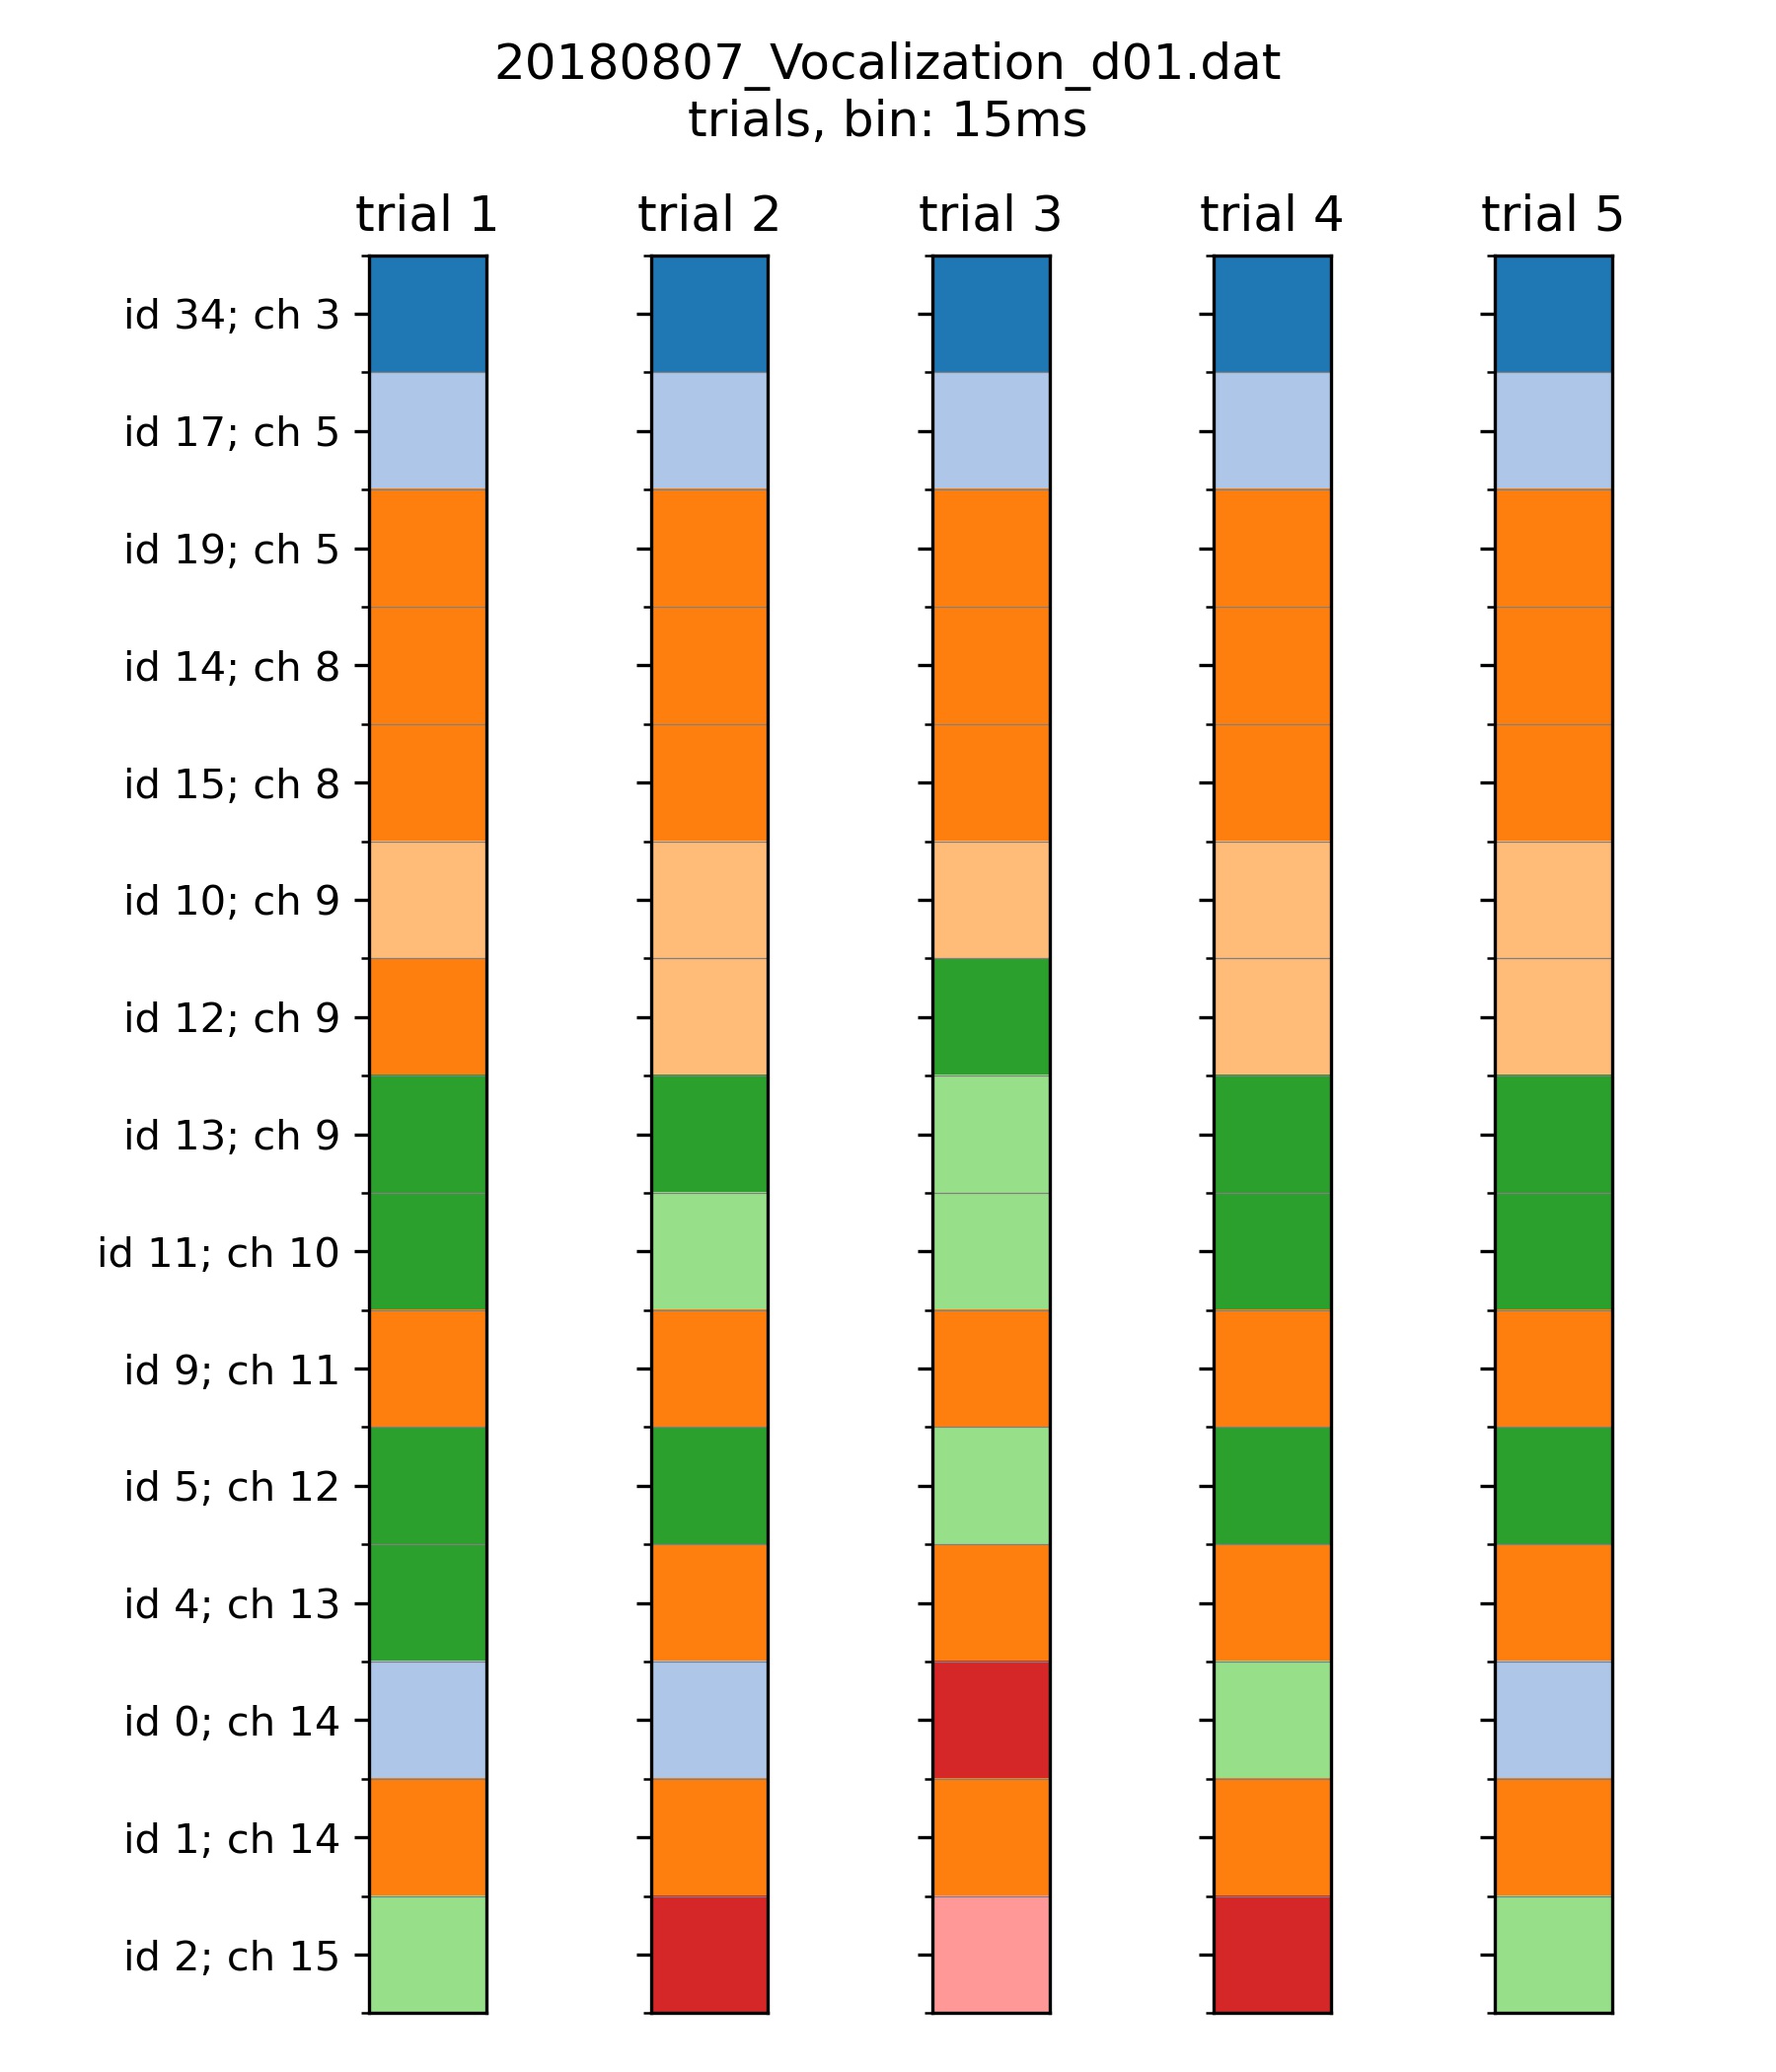 20180807_Vocalization_d01.dat
trials, bin: 15ms
trial 1 trial 2 trial 3 trial 4 trial 5
id 34; ch 3
id 17; ch 5
id 19; ch 5
id 14; ch 8
id 15; ch 8
id 10; ch 9
id 12; ch 9
id 13; ch 9
id 11; ch 10
id 9; ch 11
id 5; ch 12
id 4; ch 13
id 0; ch 14
id 1; ch 14
id 2; ch 15